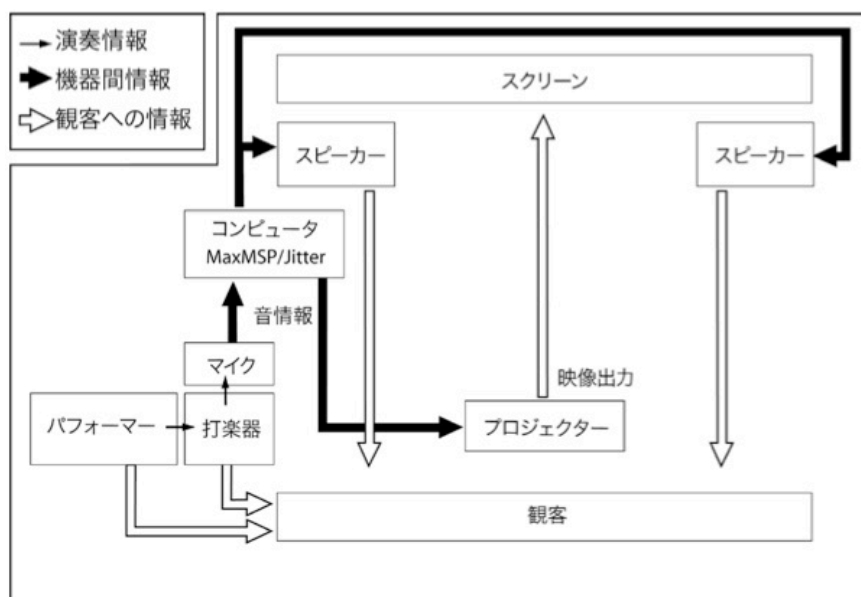 演奏情報
機器間情報
観客への情報
スクリーン
スピーカー
スピーカー
コンピュータ
MaxMSP/Jitter
音情報
マイク
映像出力
パフォーマー
打楽器
プロジェクター
観客